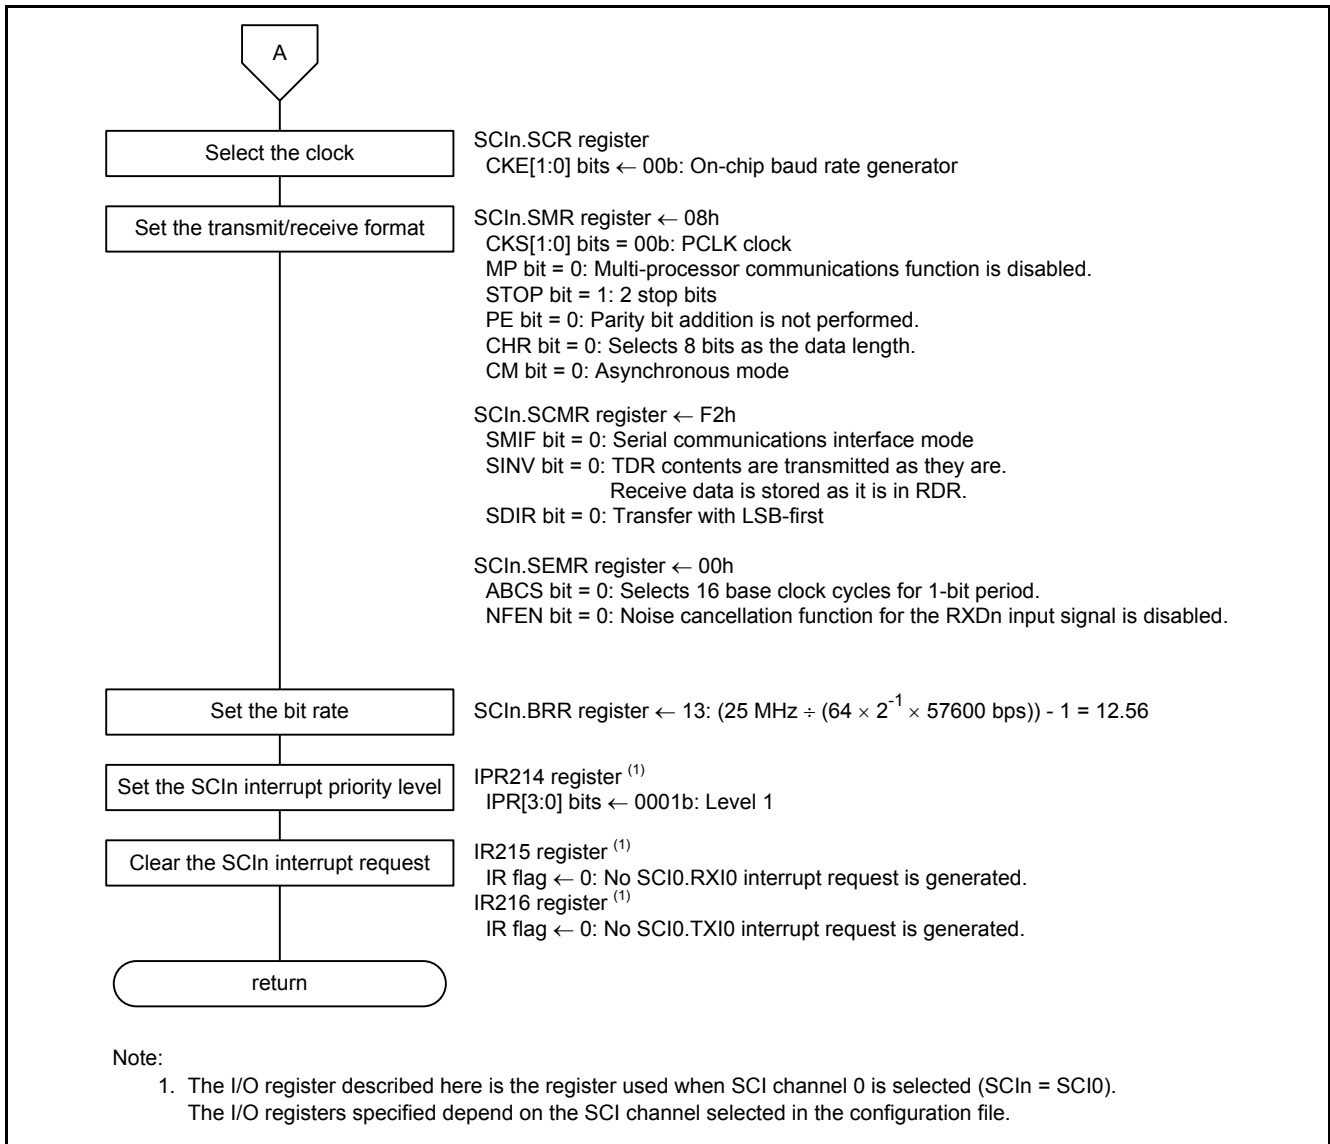 A
Select the clock
SCIn.SCR register
CKE[1:0] bits ← 00b: On-chip baud rate generator
Set the transmit/receive format
SCIn.SMR register ← 08h
CKS[1:0] bits = 00b: PCLK clock
MP bit = 0: Multi-processor communications function is disabled.
STOP bit = 1: 2 stop bits
PE bit = 0: Parity bit addition is not performed.
CHR bit = 0: Selects 8 bits as the data length.
CM bit = 0: Asynchronous mode
SCIn.SCMR register ← F2h
SMIF bit = 0: Serial communications interface mode
SINV bit = 0: TDR contents are transmitted as they are.
Receive data is stored as it is in RDR.
SDIR bit = 0: Transfer with LSB-first
SCIn.SEMR register ← 00h
ABCS bit = 0: Selects 16 base clock cycles for 1-bit period.
NFEN bit = 0: Noise cancellation function for the RXDn input signal is disabled.
Set the bit rate
SCIn.BRR register ← 13: (25 MHz ÷ (64 × 2-1 × 57600 bps)) - 1 = 12.56
Set the SCIn interrupt priority level
IPR214 register (1)
IPR[3:0] bits ← 0001b: Level 1
Clear the SCIn interrupt request
IR215 register (1)
IR flag ← 0: No SCI0.RXI0 interrupt request is generated.
IR216 register (1)
IR flag ← 0: No SCI0.TXI0 interrupt request is generated.
return
Note:
1. The I/O register described here is the register used when SCI channel 0 is selected (SCIn = SCI0).
The I/O registers specified depend on the SCI channel selected in the configuration file.